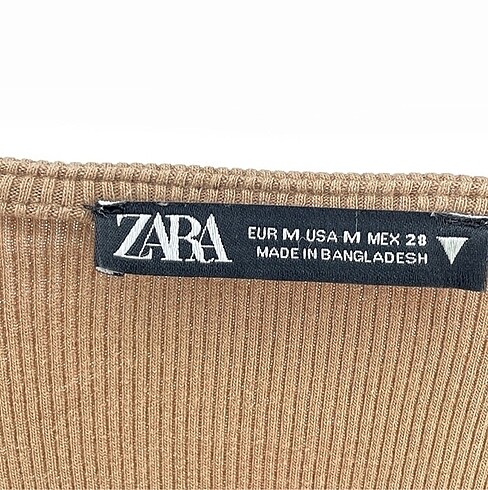 ZARA
EUR M USA M MEX 28
MADE IN BANGLADESH